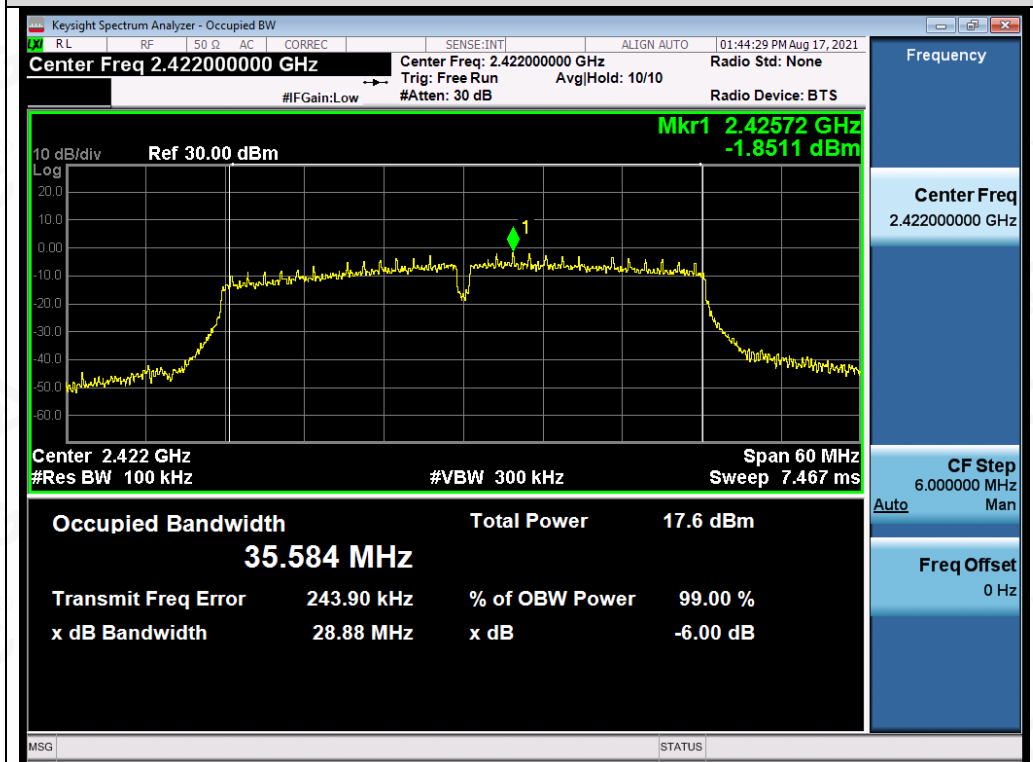 Keysight Spectrum Analyzer - Occupied BW
LXI RL RF 50 Ω AC CORREC SENSE:INT ALIGN AUTO 01:44:29 PM Aug 17, 2021
Center Freq 2.422000000 GHz Center Freq: 2.422000000 GHz Radio Std: None
Trig: Free Run Avg|Hold: 10/10
#IFGain:Low #Atten: 30 dB Radio Device: BTS
Mkr1 2.42572 GHz
10 dB/div Ref 30.00 dBm -1.8511 dBm
Log
20.0
10.0
1
0.00
-10.0
-20.0
-30.0
-40.0
-50.0
-60.0
Center 2.422 GHz Span 60 MHz
#Res BW 100 kHz #VBW 300 kHz Sweep 7.467 ms
Occupied Bandwidth Total Power 17.6 dBm
35.584 MHz
Transmit Freq Error 243.90 kHz % of OBW Power 99.00 %
x dB Bandwidth 28.88 MHz x dB -6.00 dB
MSG STATUS
Frequency
Center Freq
2.422000000 GHz
CF Step
6.000000 MHz
Auto Man
Freq Offset
0 Hz